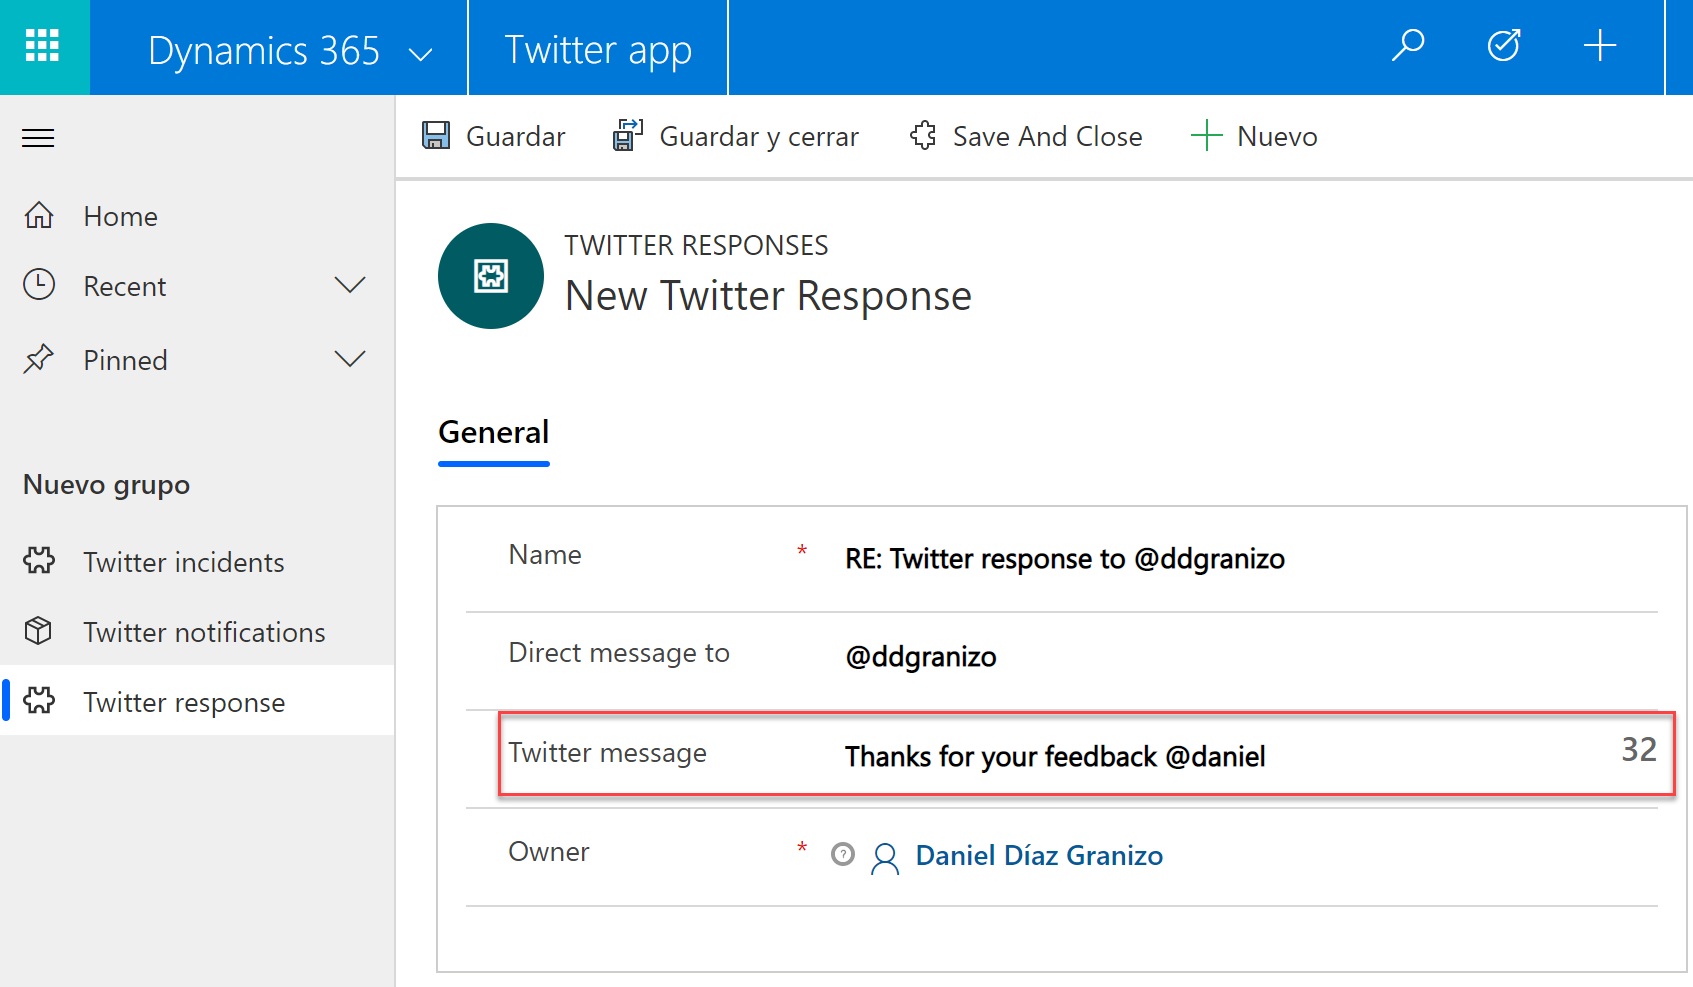 Dynamics 365
Twitter app
Guardar
Guardar y cerrar
Save And Close
Nuevo
Home
Recent
Pinned
Nuevo grupo
Twitter incidents
Twitter notifications
Twitter response
TWITTER RESPONSES
New Twitter Response
General
Name * RE: Twitter response to @ddgranizo
Direct message to @ddgranizo
Twitter message Thanks for your feedback @daniel 32
Owner * ? Daniel Díaz Granizo